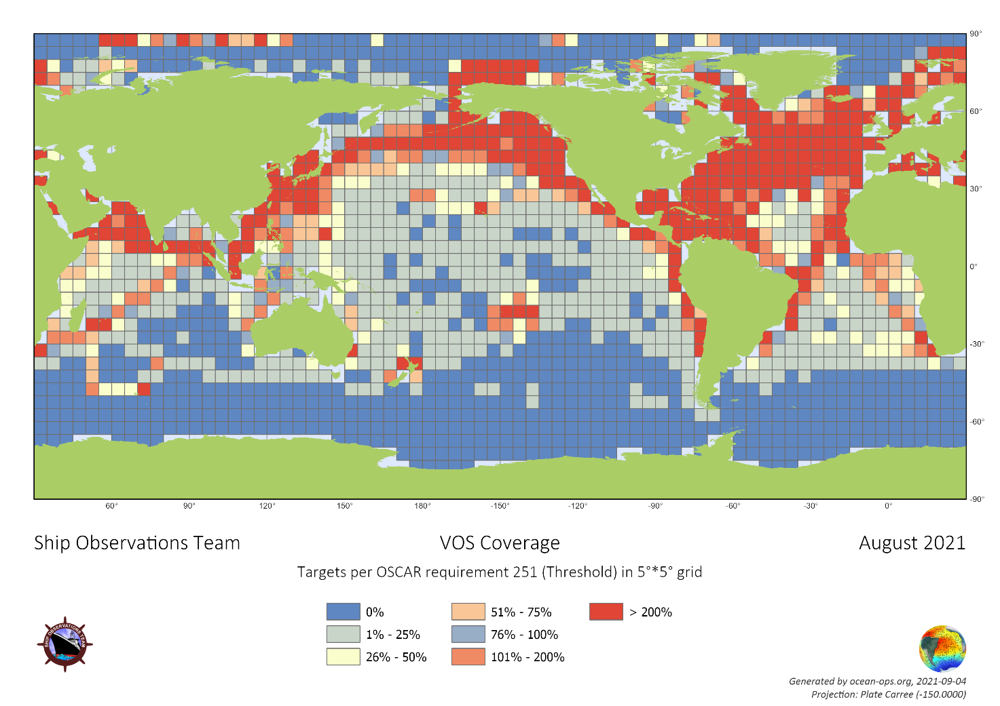 90°
60°
30°
0°
-30°
-60°
-90°
60° 90° 120° 150° 180° -150° -120° -90° -60° -30° 0°
Ship Observations Team VOS Coverage August 2021
Targets per OSCAR requirement 251 (Threshold) in 5°*5° grid
0% 51% - 75% > 200%
1% - 25% 76% - 100%
26% - 50% 101% - 200%
SHIP OBSERVATIONS TEAM
Generated by ocean-ops.org, 2021-09-04
Projection: Plate Carree (-150.0000)